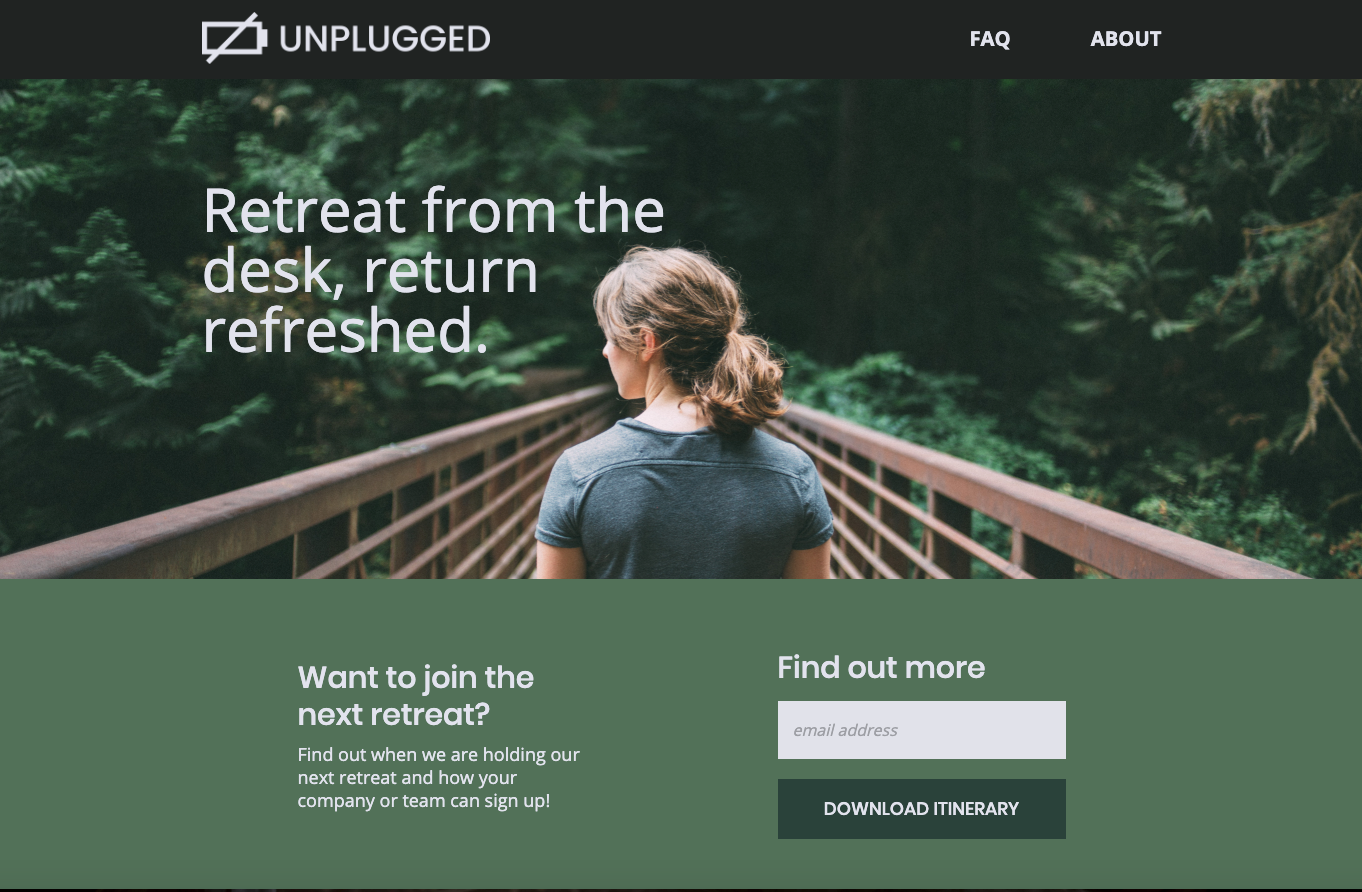 UNPLUGGED
FAQ
ABOUT
Retreat from the
desk, return
refreshed.
Want to join the
next retreat?
Find out when we are holding our
next retreat and how your
company or team can sign up!
Find out more
email address
DOWNLOAD ITINERARY